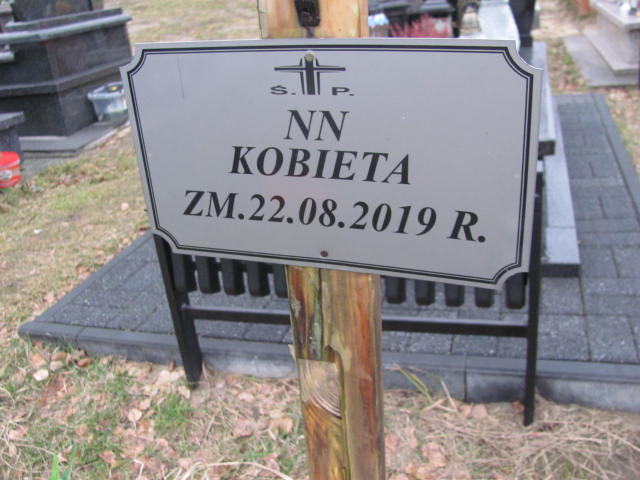 Ś. P.
NN
KOBIETA
ZM.22.08.2019 R.